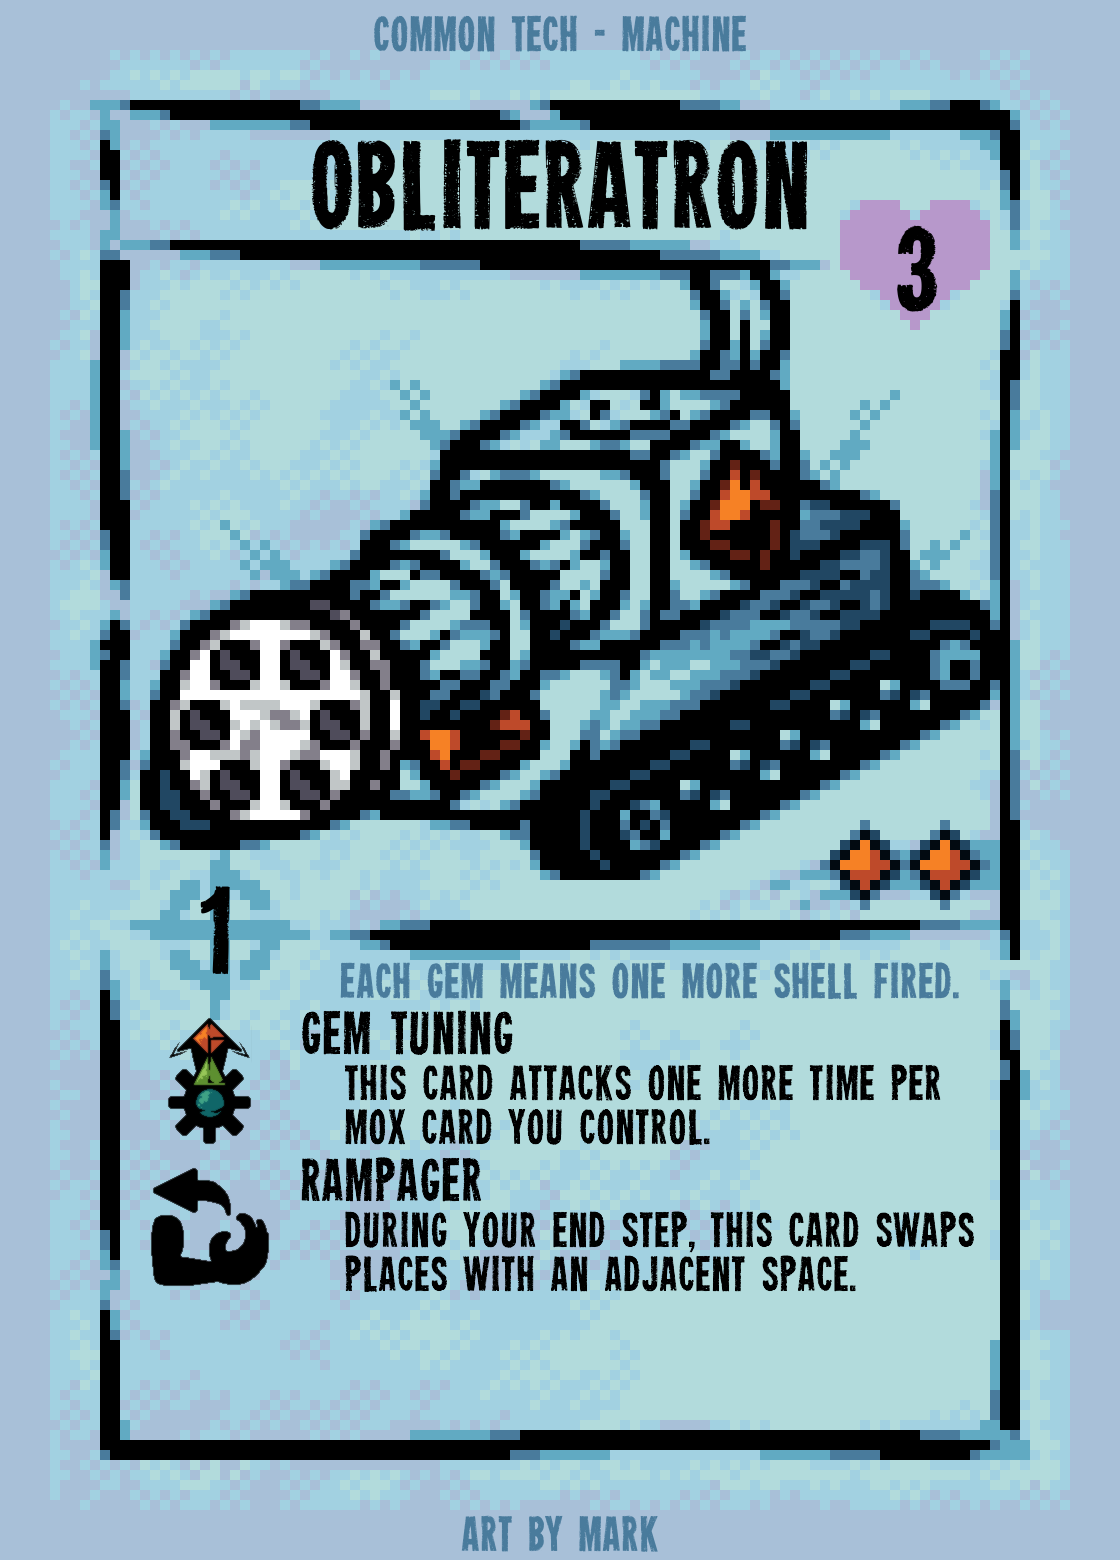 COMMON TECH - MACHINE
OBLITERATRON
3
1
EACH GEM MEANS ONE MORE SHELL FIRED.
GEM TUNING
THIS CARD ATTACKS ONE MORE TIME PER
MOX CARD YOU CONTROL.
RAMPAGER
DURING YOUR END STEP, THIS CARD SWAPS
PLACES WITH AN ADJACENT SPACE.
ART BY MARK